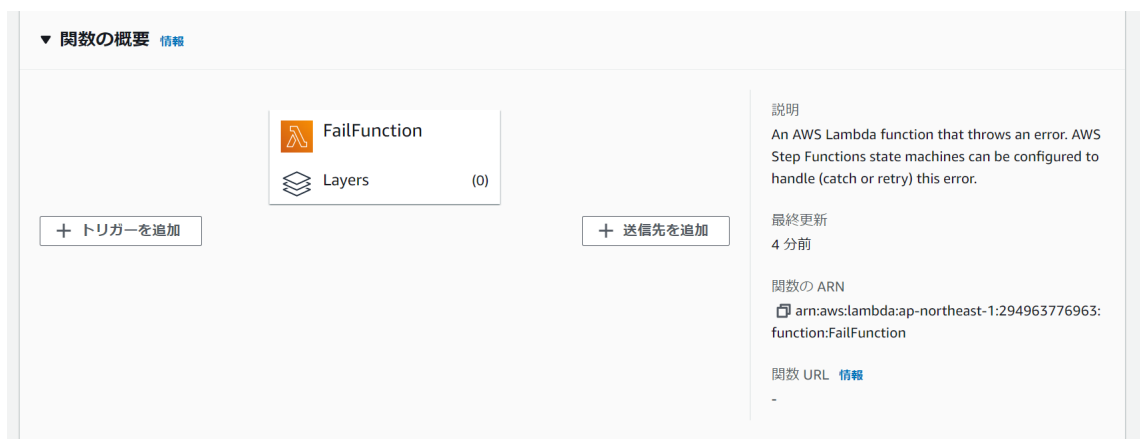 ▼ 関数の概要 情報
FailFunction
Layers (0)
+ トリガーを追加
+ 送信先を追加
説明
An AWS Lambda function that throws an error. AWS
Step Functions state machines can be configured to
handle (catch or retry) this error.
最終更新
4 分前
関数の ARN
arn:aws:lambda:ap-northeast-1:294963776963:
function:FailFunction
関数 URL 情報
-